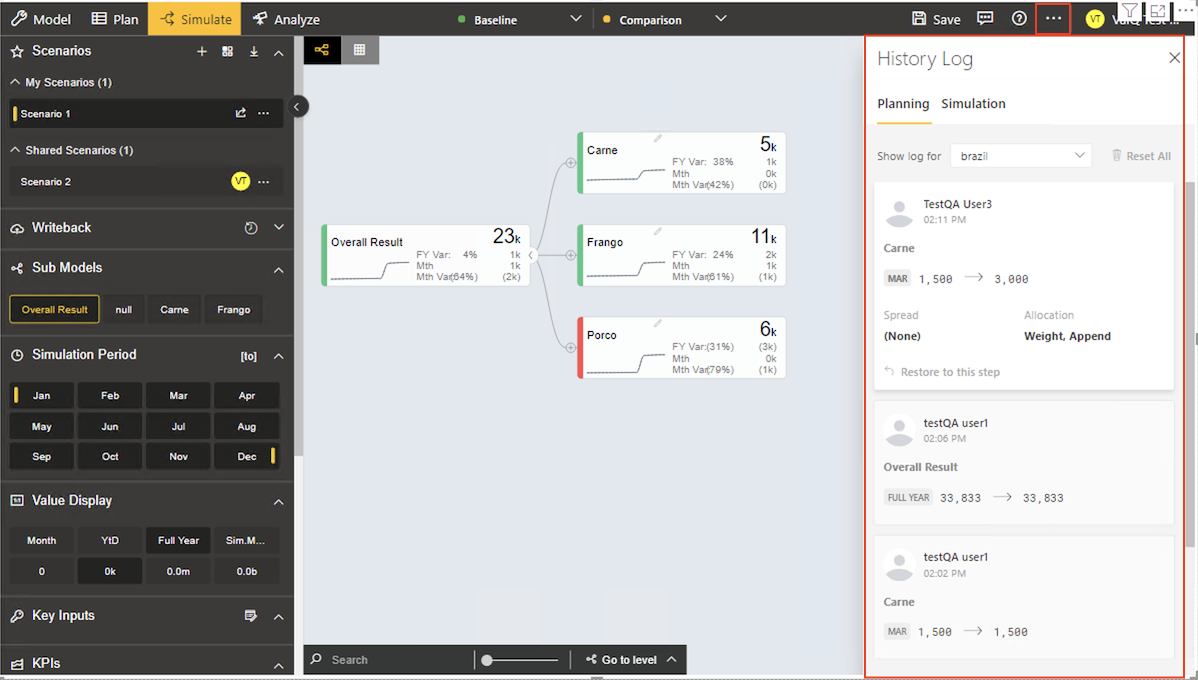 Model Plan Simulate Analyze Baseline Comparison Save VT
Scenarios
My Scenarios (1)
Scenario 1
Shared Scenarios (1)
Scenario 2 VT
Writeback
Sub Models
Overall Result null Carne Frango
Simulation Period [to]
Jan Feb Mar Apr
May Jun Jul Aug
Sep Oct Nov Dec
Value Display
Month YtD Full Year Sim.M...
0 0k 0.0m 0.0b
Key Inputs
KPIs
Overall Result 23k
FY Var: 4% 1k
Mth 1k
Mth Var(64%) (2k)
Carne 5k
FY Var: 38% 1k
Mth 0k
Mth Var(42%) (0k)
Frango 11k
FY Var: 24% 2k
Mth 1k
Mth Var(61%) (1k)
Porco 6k
FY Var:(31%) (3k)
Mth 0k
Mth Var(79%) (1k)
Search Go to level
History Log
Planning Simulation
Show log for brazil Reset All
TestQA User3
02:11 PM
Carne
MAR 1,500 → 3,000
Spread Allocation
(None) Weight, Append
Restore to this step
testQA user1
02:06 PM
Overall Result
FULL YEAR 33,833 → 33,833
testQA user1
02:02 PM
Carne
MAR 1,500 → 1,500